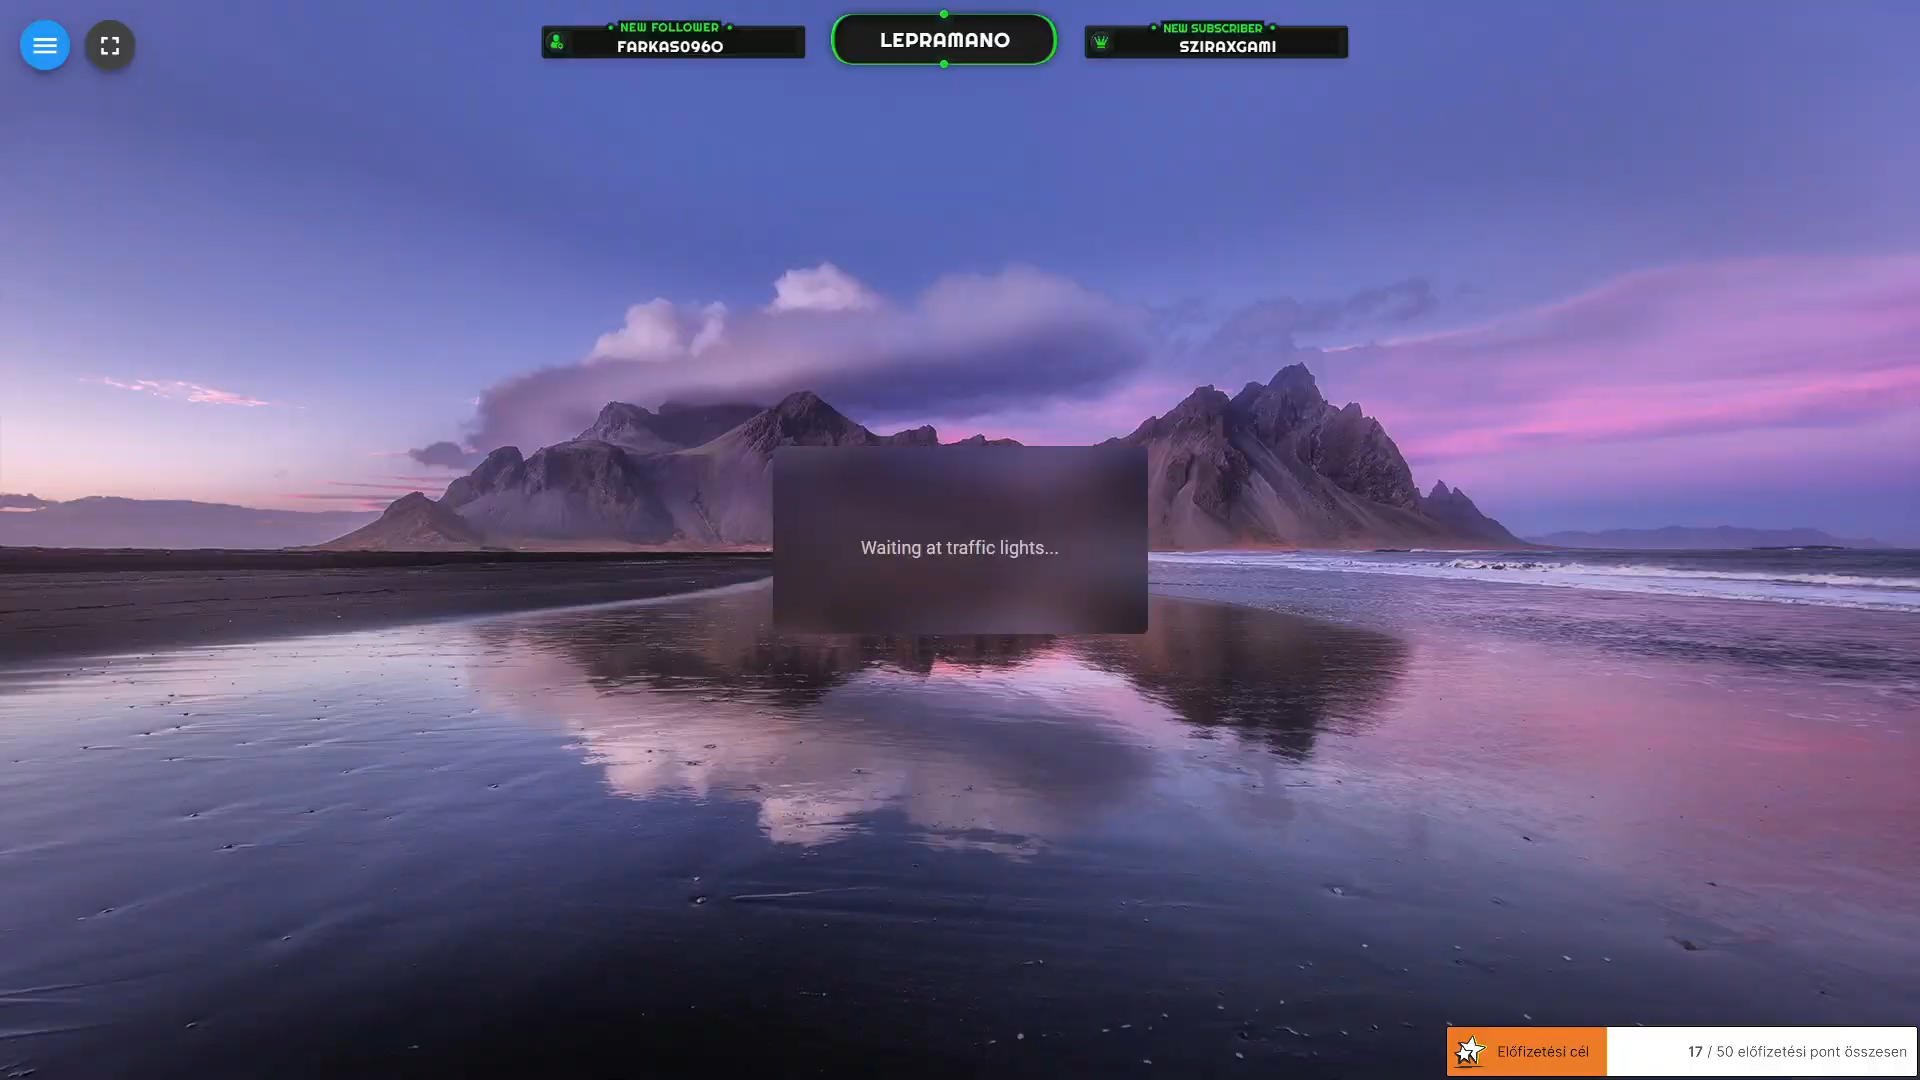 NEW FOLLOWER
FARKAS0960
LEPRAMANO
NEW SUBSCRIBER
SZIRAXGAMI
Waiting at traffic lights...
Előfizetési cél
17 / 50 előfizetési pont összesen